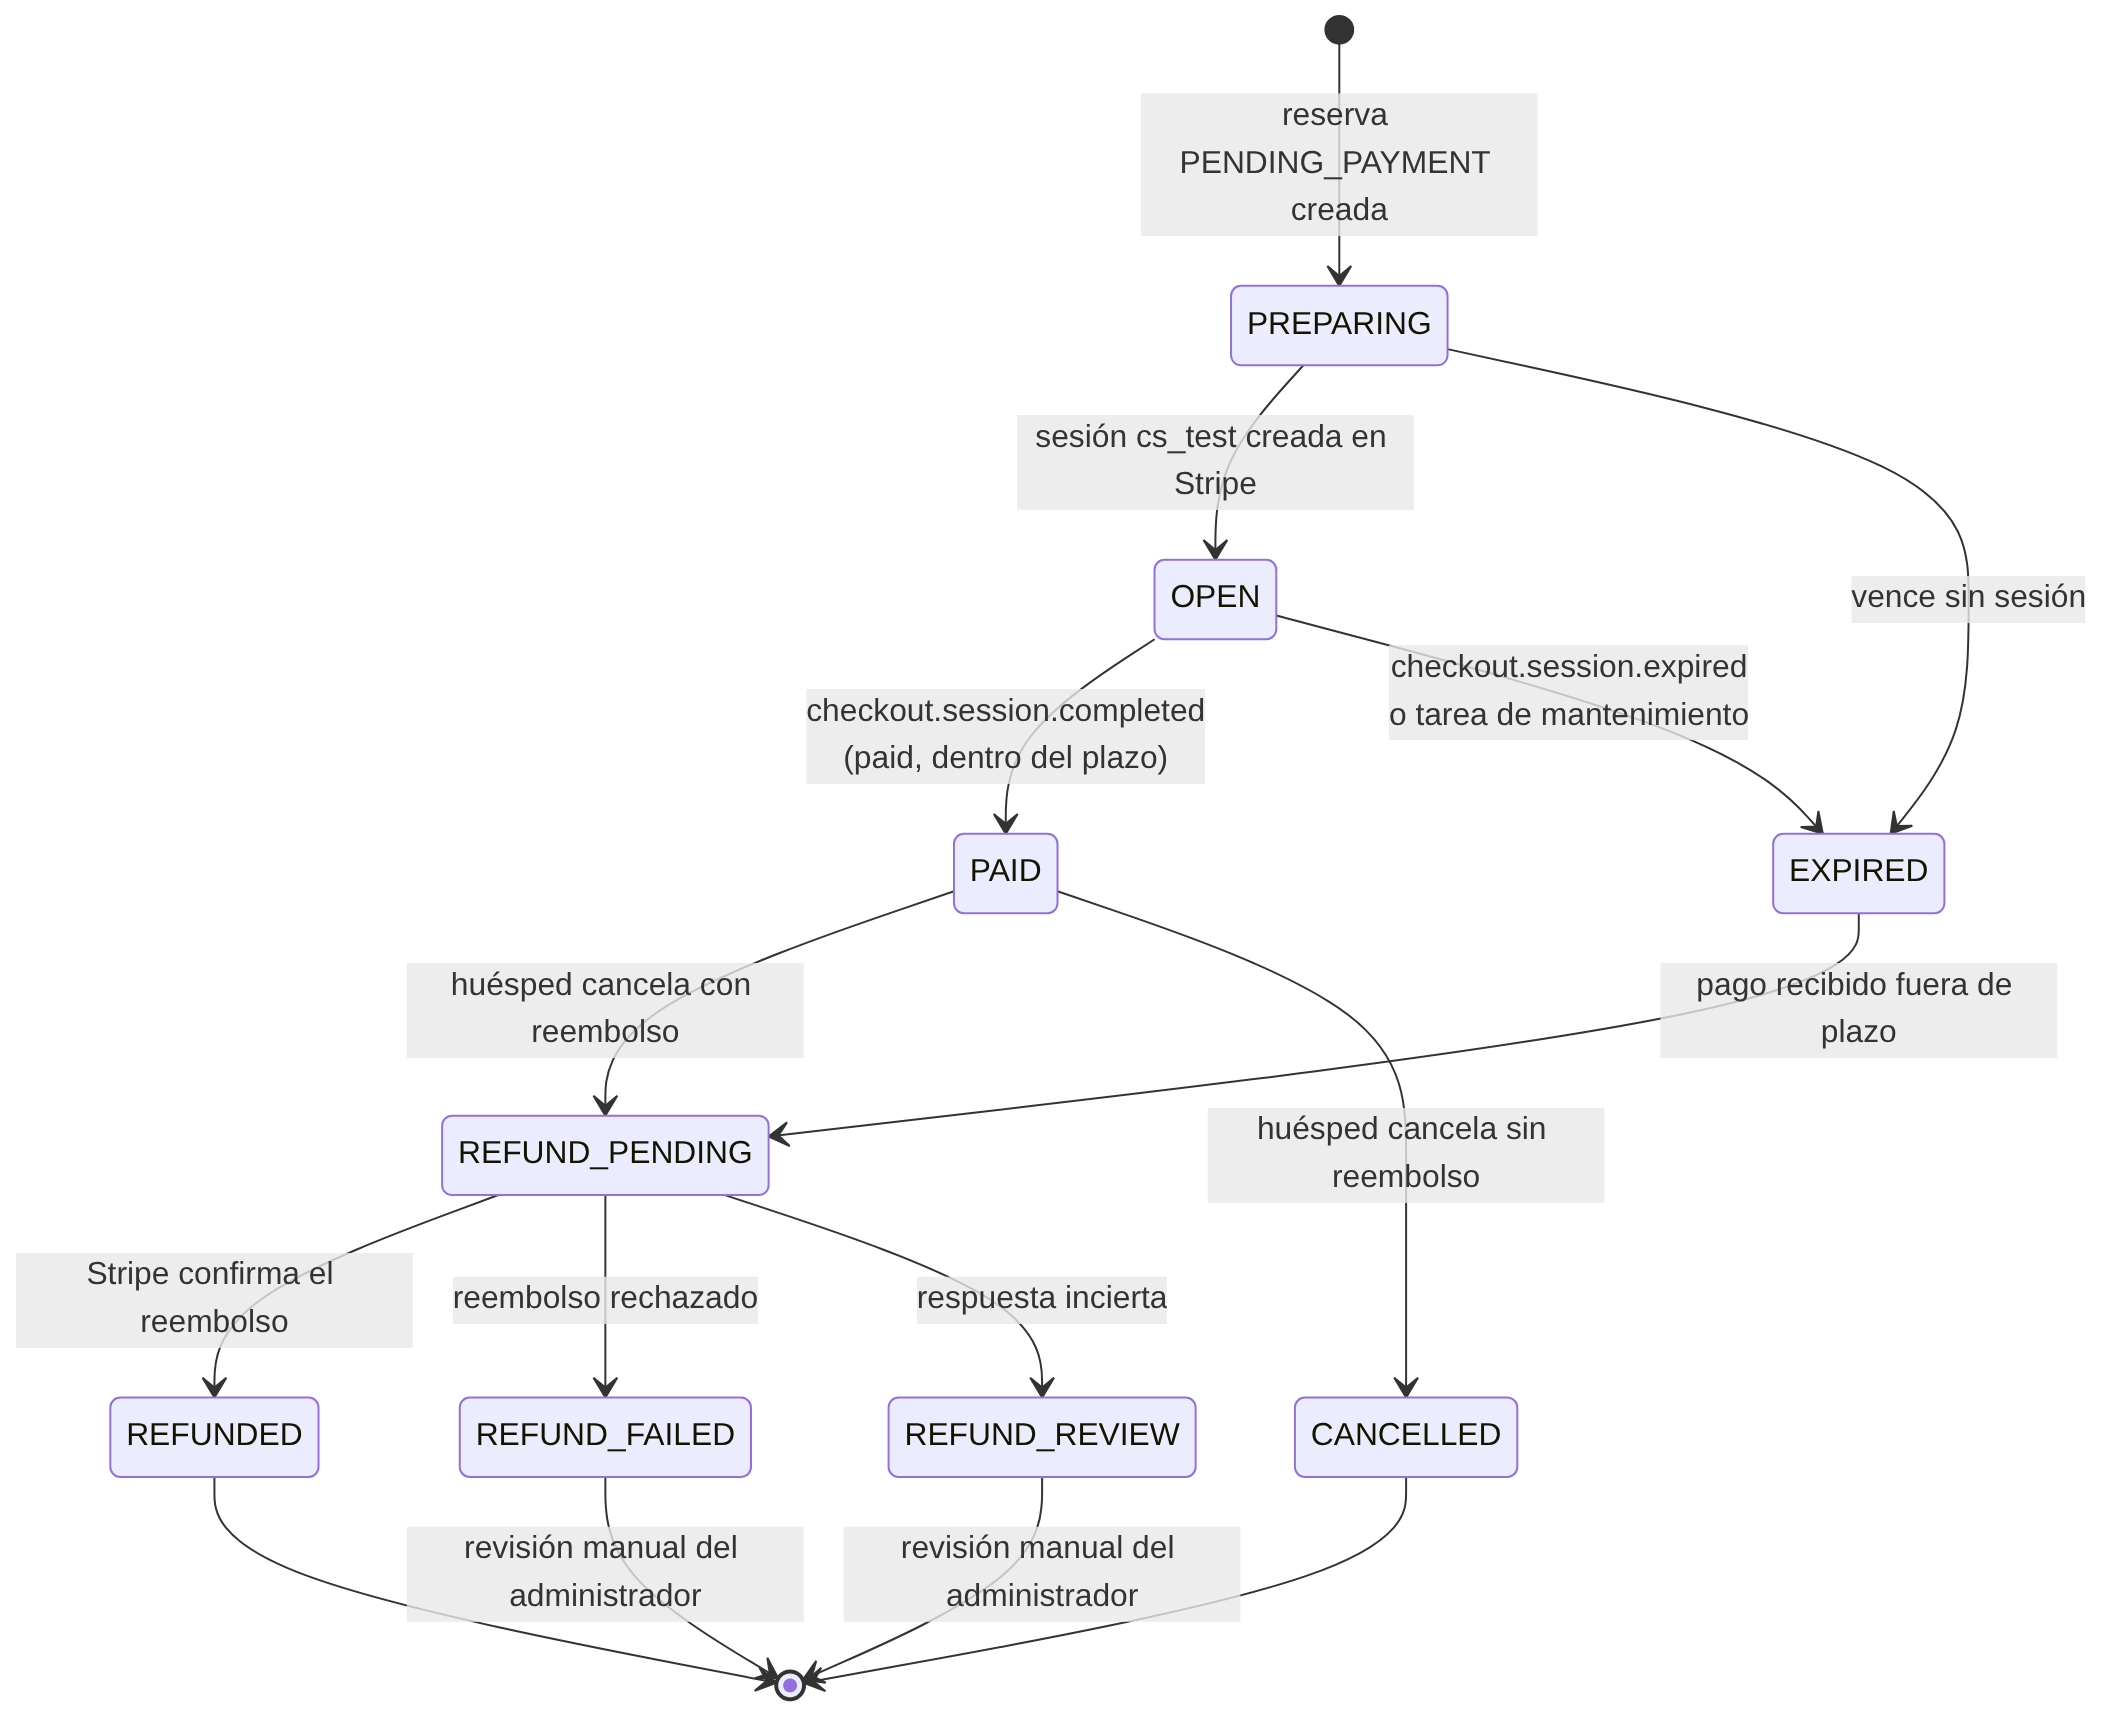 reserva
PENDING_PAYMENT
creada
PREPARING
sesión cs_test creada en
Stripe
OPEN
vence sin sesión
checkout.session.expired
o tarea de mantenimiento
checkout.session.completed
(paid, dentro del plazo)
PAID
EXPIRED
huésped cancela con
reembolso
pago recibido fuera de
plazo
REFUND_PENDING
huésped cancela sin
reembolso
Stripe confirma el
reembolso
reembolso rechazado
respuesta incierta
REFUNDED
REFUND_FAILED
REFUND_REVIEW
CANCELLED
revisión manual del
administrador
revisión manual del
administrador